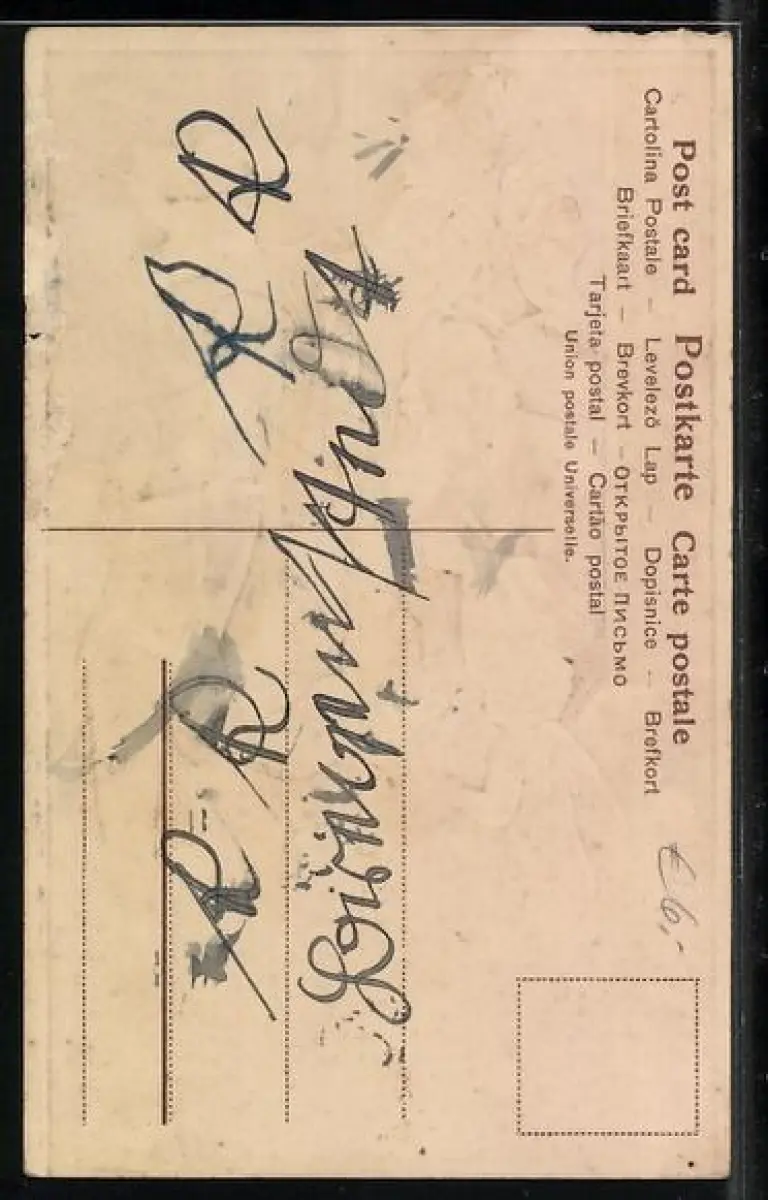 Post card Postkarte Carte postale
Cartolina Postale – Levelező Lap – Dopisnice – Brefkort
Briefkaart – Brevkort – Открытое письмо
Tarjeta postal – Cartão postal
Union postale Universelle.
€ 6,-
R R
R R